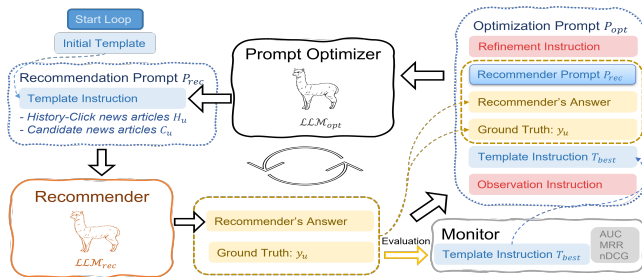 Start Loop
Initial Template
Recommendation Prompt P_rec
Template Instruction
- History-Click news articles H_u
- Candidate news articles C_u
Prompt Optimizer
LLM_opt
Recommender
LLM_rec
Recommender's Answer
Ground Truth: y_u
Evaluation
Optimization Prompt P_opt
Refinement Instruction
Recommender Prompt P_rec
Recommender's Answer
Ground Truth: y_u
Template Instruction T_best
Observation Instruction
Monitor
Template Instruction T_best
AUC
MRR
nDCG